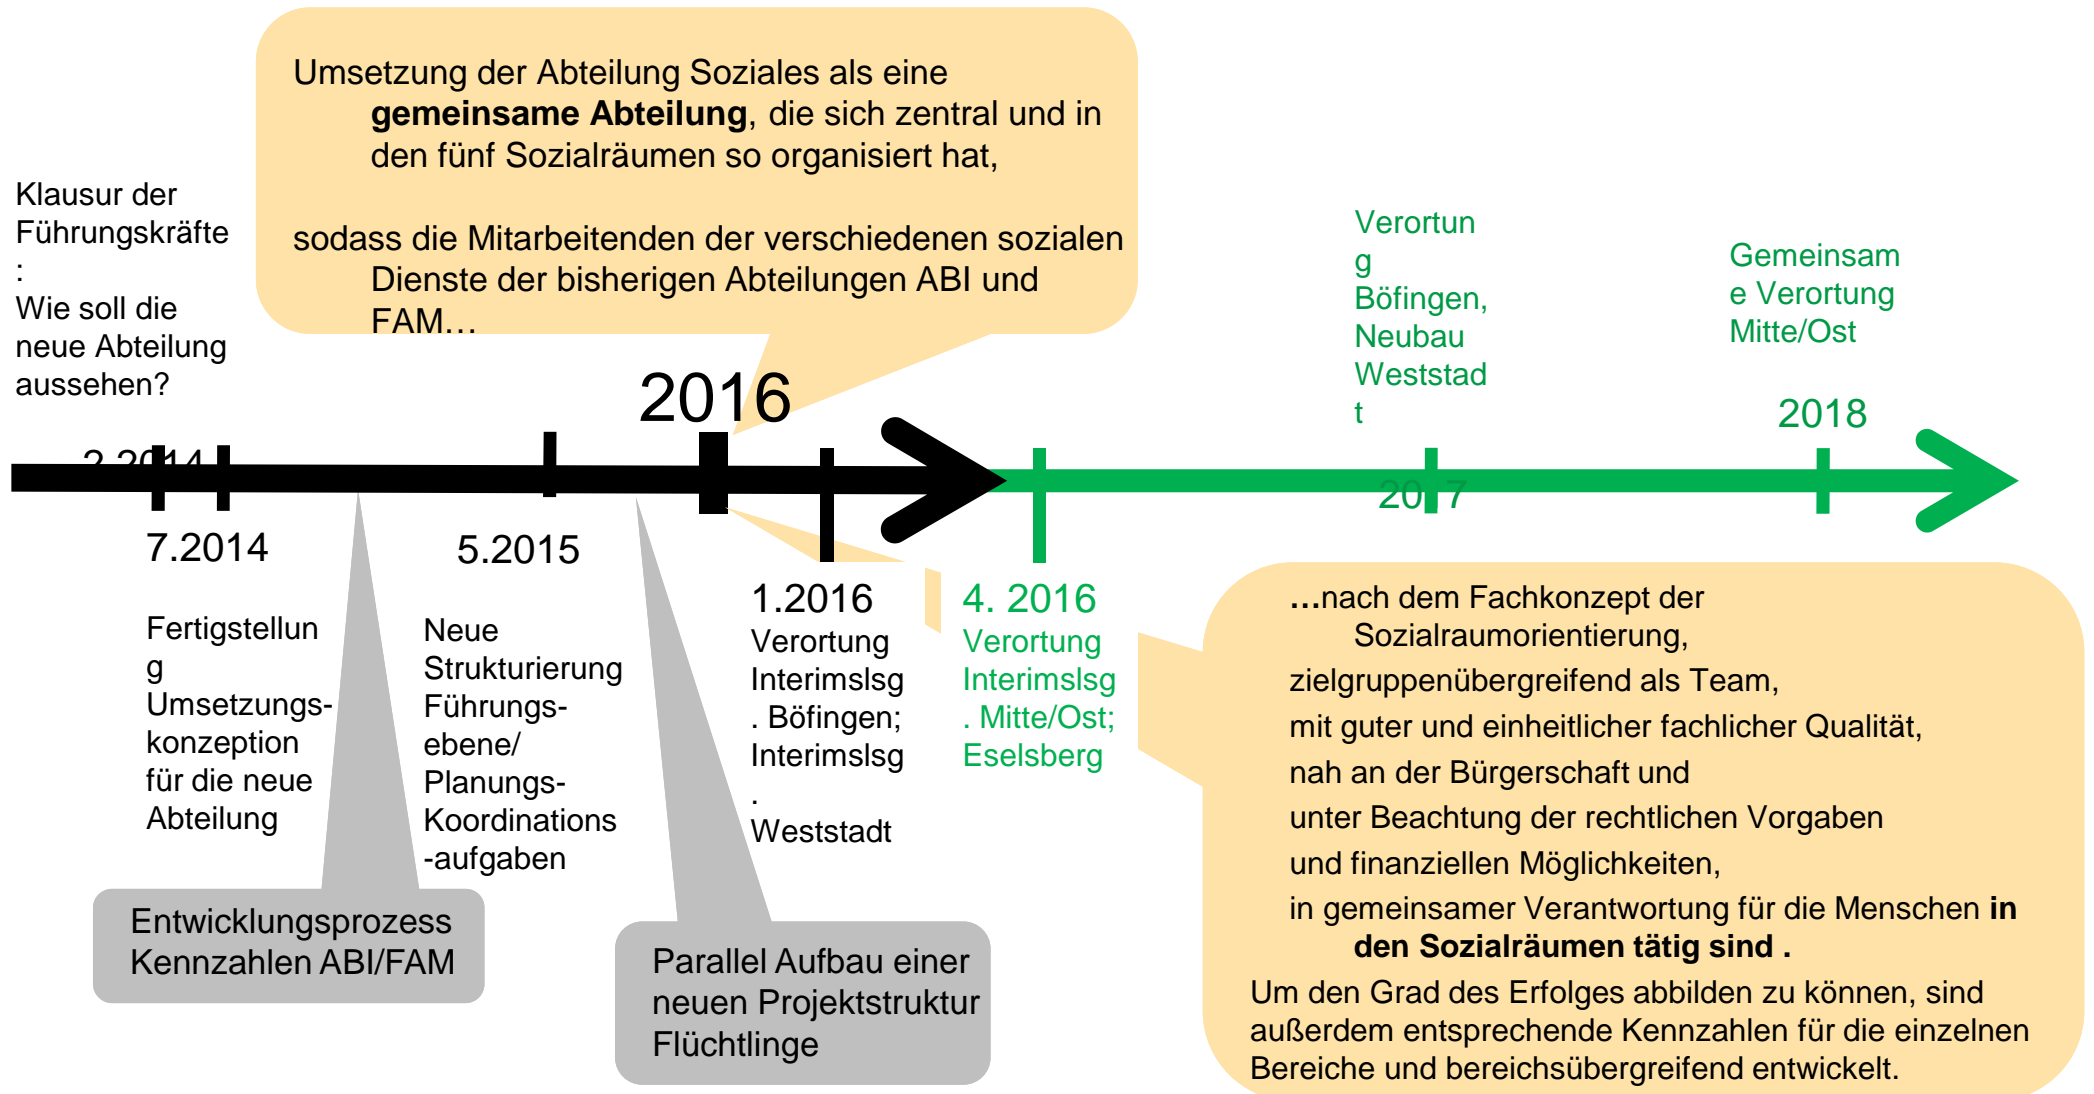 Umsetzung der Abteilung Soziales als eine
gemeinsame Abteilung, die sich zentral und in
den fünf Sozialräumen so organisiert hat,
sodass die Mitarbeitenden der verschiedenen sozialen
Dienste der bisherigen Abteilungen ABI und
FAM…
Klausur der
Führungskräfte
:
Wie soll die
neue Abteilung
aussehen?
2.2014
2016
Verortun
g
Böfingen,
Neubau
Weststad
t
2017
Gemeinsam
e Verortung
Mitte/Ost
2018
7.2014
Fertigstellun
g
Umsetzungs-
konzeption
für die neue
Abteilung
5.2015
Neue
Strukturierung
Führungs-
ebene/
Planungs-
Koordinations
-aufgaben
1.2016
Verortung
Interimslsg
. Böfingen;
Interimslsg
.
Weststadt
4. 2016
Verortung
Interimslsg
. Mitte/Ost;
Eselsberg
Entwicklungsprozess
Kennzahlen ABI/FAM
Parallel Aufbau einer
neuen Projektstruktur
Flüchtlinge
…nach dem Fachkonzept der
Sozialraumorientierung,
zielgruppenübergreifend als Team,
mit guter und einheitlicher fachlicher Qualität,
nah an der Bürgerschaft und
unter Beachtung der rechtlichen Vorgaben
und finanziellen Möglichkeiten,
in gemeinsamer Verantwortung für die Menschen in
den Sozialräumen tätig sind .
Um den Grad des Erfolges abbilden zu können, sind
außerdem entsprechende Kennzahlen für die einzelnen
Bereiche und bereichsübergreifend entwickelt.